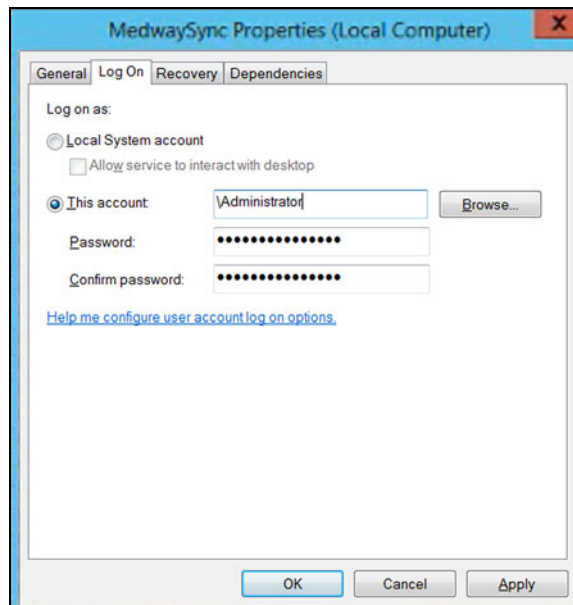 MedwaySync Properties (Local Computer)
X
General Log On Recovery Dependencies
Log on as:
Local System account
Allow service to interact with desktop
This account: \Administrator Browse...
Password: •••••••••••••••
Confirm password: •••••••••••••••
Help me configure user account log on options.
OK Cancel Apply